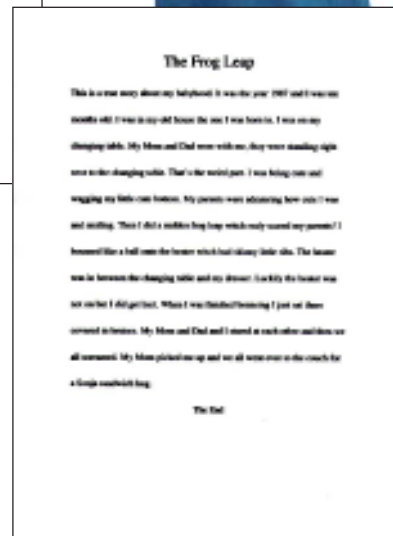 The Frog Leap
This is a true story about my babyhood. It was the year 1987 and I was six
months old. I was in my old house the one I was born in. I was on my
changing table. My Mom and Dad were with me, they were standing right
next to the changing table. That's the weird part. I was being cute and
wagging my little cute bottom. My parents were admiring how cute I was
and smiling. Then I did a sudden frog leap which really scared my parents! I
bounced like a ball onto the heater which had skinny little slits. The heater
was in between the changing table and my dresser. Luckily the heater was
not on but I did get hurt. When I was finished bouncing I just sat there
covered in bruises. My Mom and Dad and I stared at each other and then we
all screamed. My Mom picked me up and we all went over to the couch for
a sandwich hug.
The End